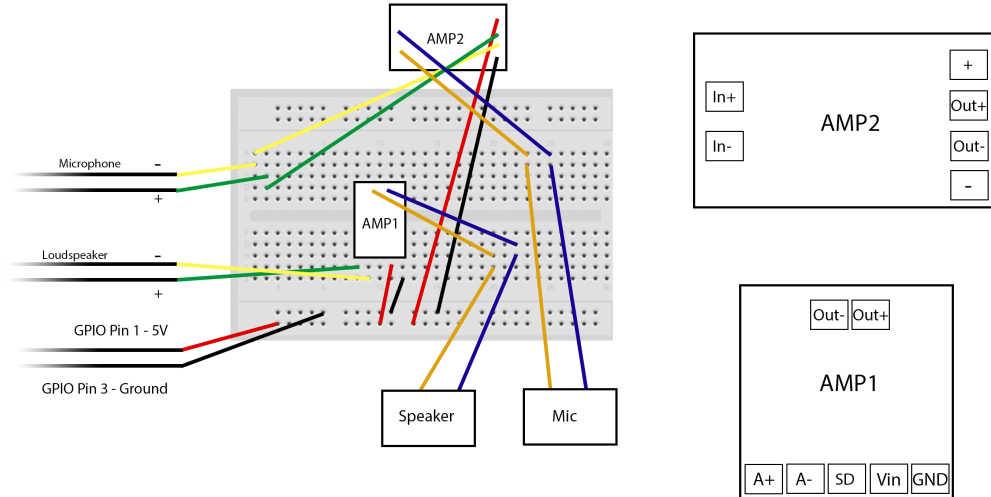 AMP2
Microphone
-
+
AMP1
Loudspeaker
-
+
GPIO Pin 1 - 5V
GPIO Pin 3 - Ground
Speaker
Mic
In+
In-
AMP2
+
Out+
Out-
-
Out- Out+
AMP1
A+ A- SD Vin GND